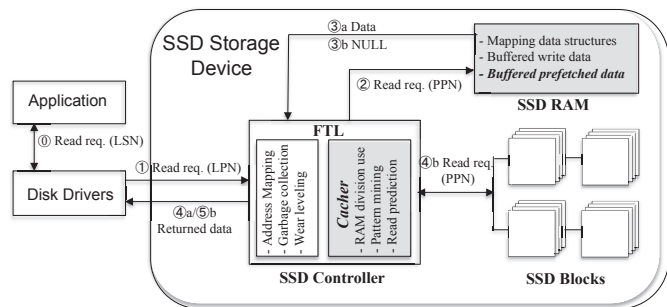 SSD Storage
Device
③a Data
③b NULL
② Read req. (PPN)
- Mapping data structures
- Buffered write data
- Buffered prefetched data
SSD RAM
Application
⓪ Read req. (LSN)
Disk Drivers
① Read req. (LPN)
④a/⑤b
Returned data
FTL
- Address Mapping
- Garbage collection
- Wear leveling
Cacher
- RAM division use
- Pattern mining
- Read prediction
SSD Controller
④b Read req.
(PPN)
SSD Blocks